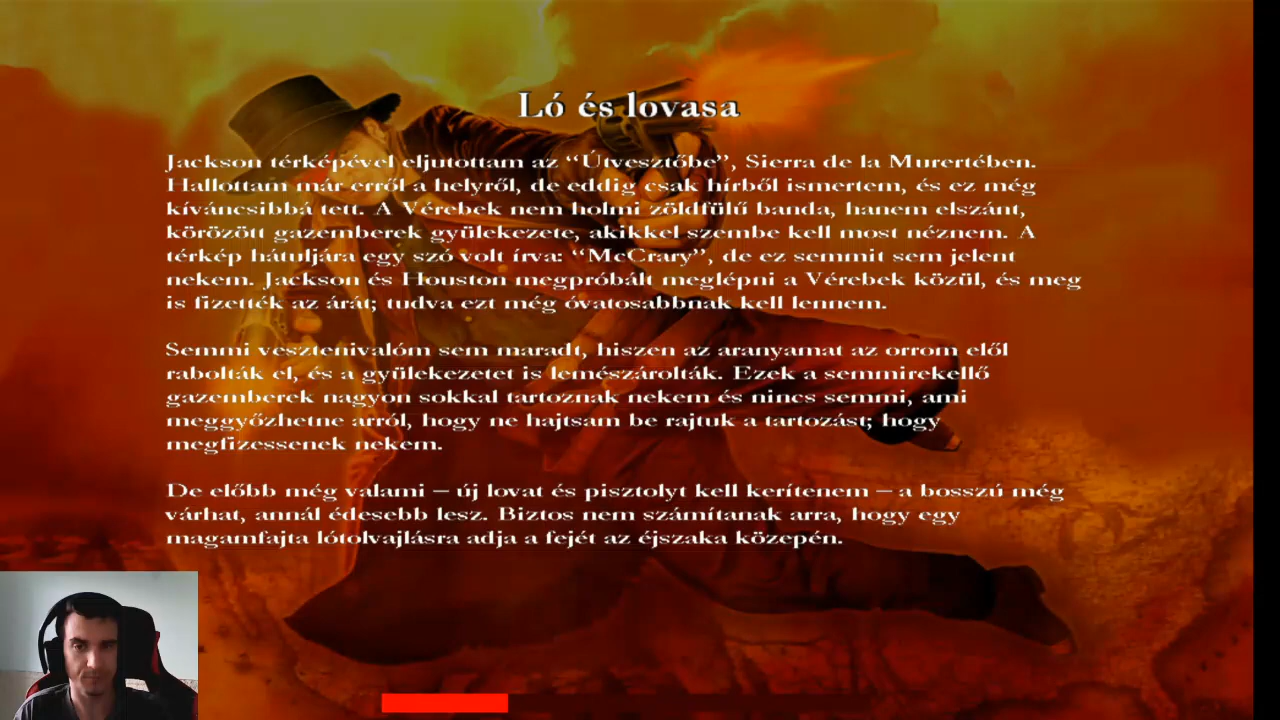 Ló és lovasa
Jackson térképével eljutottam az “Útvesztőbe”, Sierra de la Murertében.
Hallottam már erről a helyről, de eddig csak hírből ismertem, és ez még
kíváncsibbá tett. A Vérebek nem holmi zöldfülű banda, hanem elszánt,
körözött gazemberek gyülekezete, akikkel szembe kell most néznem. A
térkép hátuljára egy szó volt írva: “McCrary”, de ez semmit sem jelent
nekem. Jackson és Houston megpróbált meglépni a Vérebek közül, és meg
is fizették az árát; tudva ezt még óvatosabbnak kell lennem.
Semmi vesztenivalóm sem maradt, hiszen az aranyamat az orrom elől
rabolták el, és a gyülekezetet is lemészárolták. Ezek a semmirekellő
gazemberek nagyon sokkal tartoznak nekem és nincs semmi, ami
meggyőzhetne arról, hogy ne hajtsam be rajtuk a tartozást; hogy
megfizessenek nekem.
De előbb még valami – új lovat és pisztolyt kell kerítenem – a bosszú még
várhat, annál édesebb lesz. Biztos nem számítanak arra, hogy egy
magamfajta lótolvajlásra adja a fejét az éjszaka közepén.